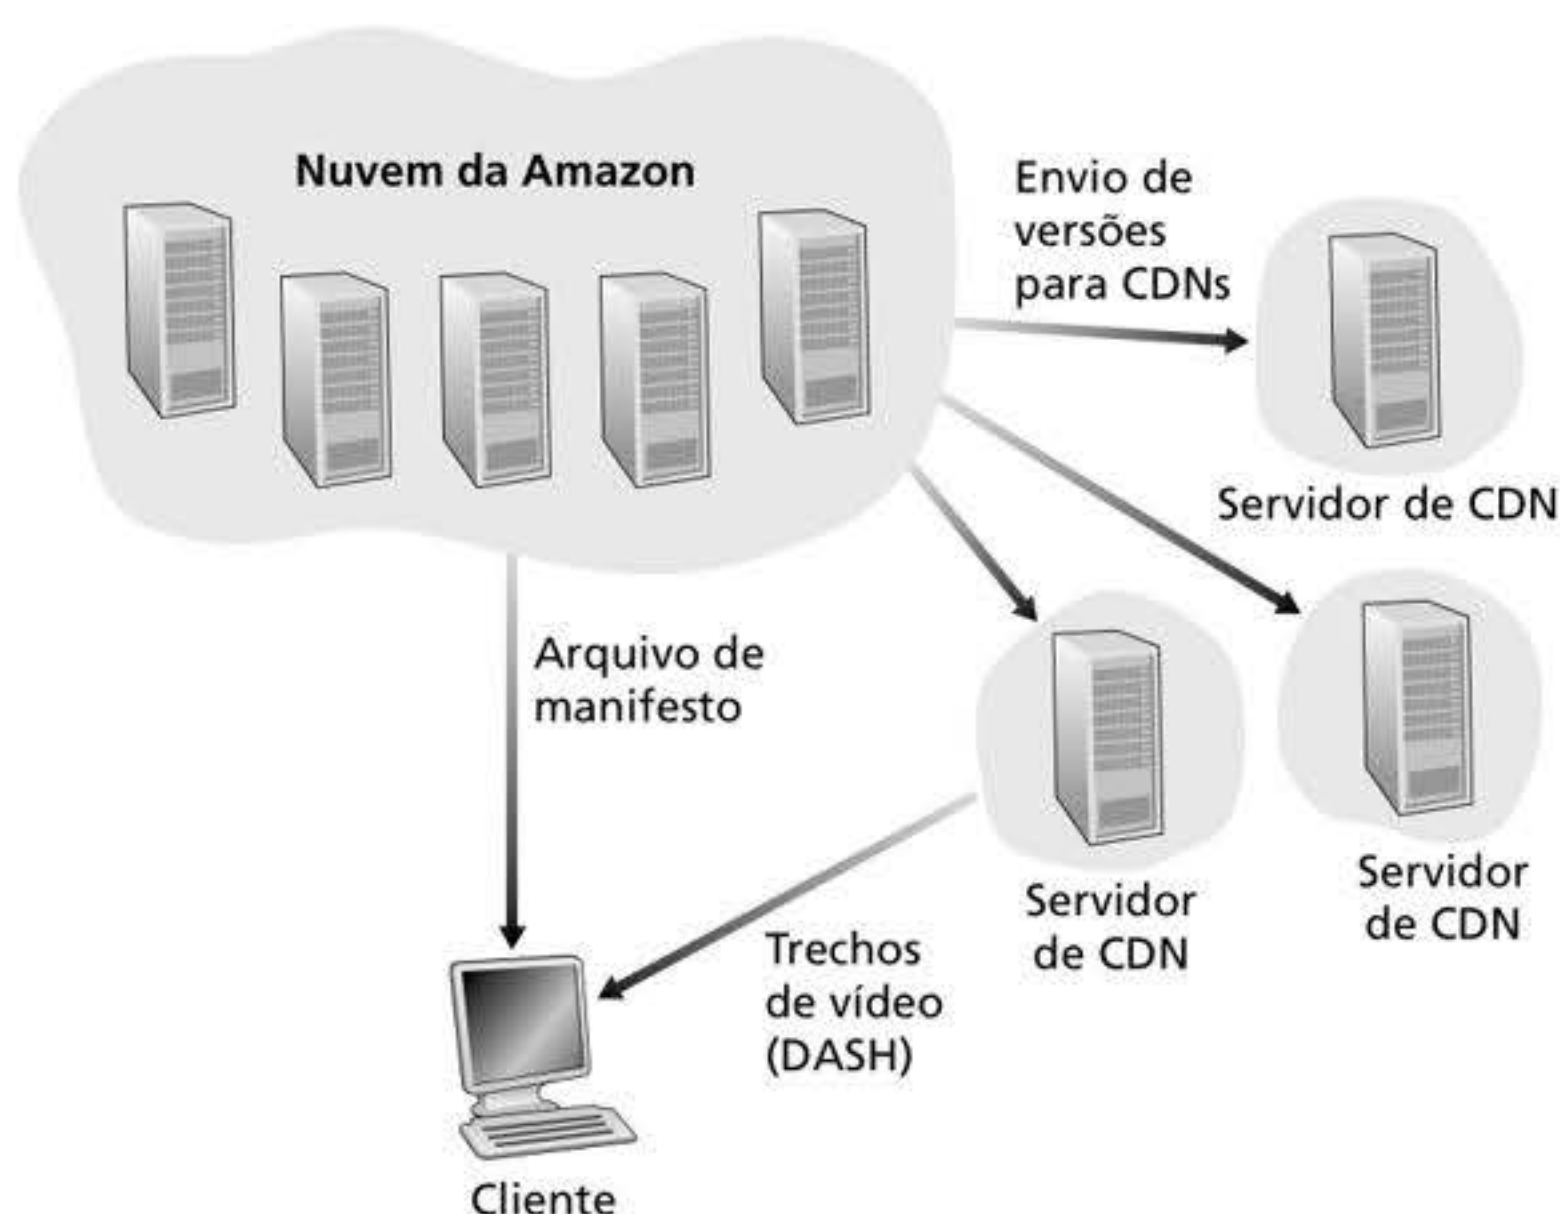 Nuvem da Amazon
Envio de
versões
para CDNs
Servidor de CDN
Arquivo de
manifesto
Servidor
de CDN
Servidor
de CDN
Trechos
de vídeo
(DASH)
Cliente